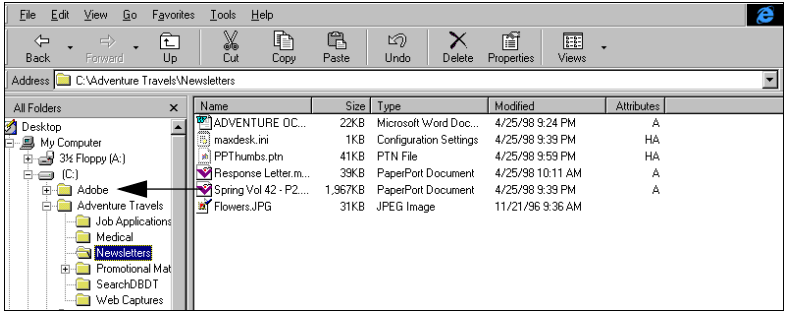 File Edit View Go Favorites Tools Help
Back Forward Up Cut Copy Paste Undo Delete Properties Views
Address C:\Adventure Travels\Newsletters
All Folders x
Desktop
My Computer
3½ Floppy (A:)
(C:)
Adobe
Adventure Travels
Job Applications
Medical
Newsletters
Promotional Mat
SearchDBDT
Web Captures
Name Size Type Modified Attributes
ADVENTURE OC... 22KB Microsoft Word Doc... 4/25/98 9:24 PM A
maxdesk.ini 1KB Configuration Settings 4/25/98 9:39 PM HA
PPThumbs.ptn 41KB PTN File 4/25/98 9:59 PM HA
Response Letter.m... 39KB PaperPort Document 4/25/98 10:11 AM A
Spring Vol 42 - P2... 1,967KB PaperPort Document 4/25/98 9:39 PM A
Flowers.JPG 31KB JPEG Image 11/21/96 9:36 AM